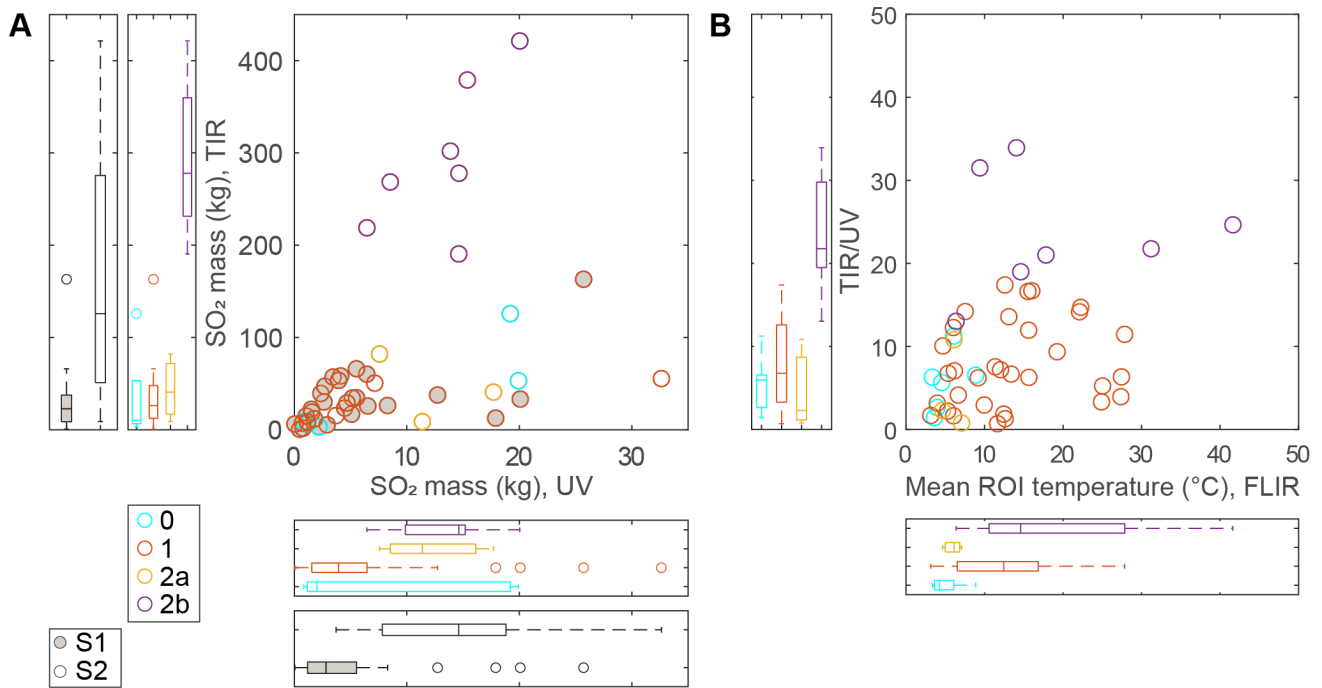 A
B
400
300
200
100
0
SO₂ mass (kg), TIR
0
10
20
30
SO₂ mass (kg), UV
50
40
30
20
10
0
TIR/UV
0
10
20
30
40
50
Mean ROI temperature (°C), FLIR
0
1
2a
2b
S1
S2